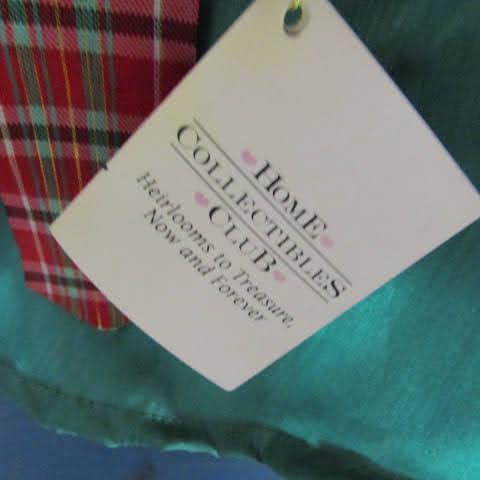 HOME
COLLECTIBLES
CLUB
Heirlooms to Treasure,
Now and Forever